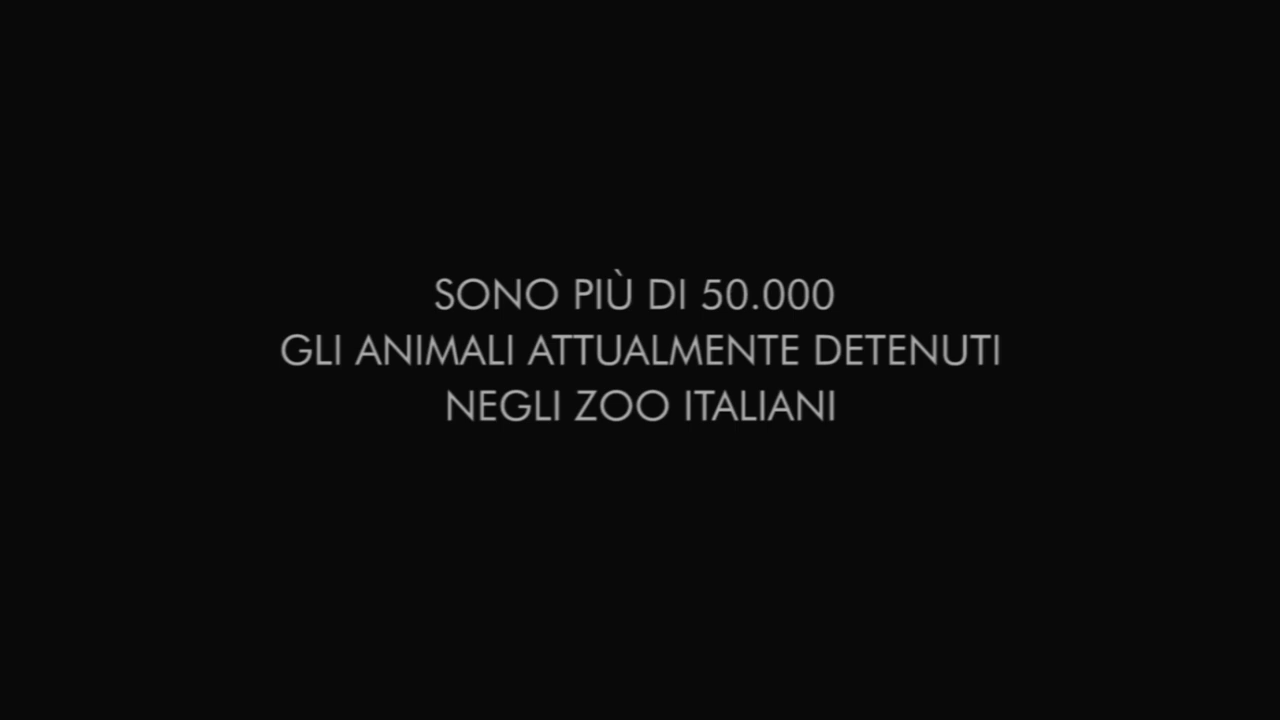 SONO PIÙ DI 50.000
GLI ANIMALI ATTUALMENTE DETENUTI
NEGLI ZOO ITALIANI